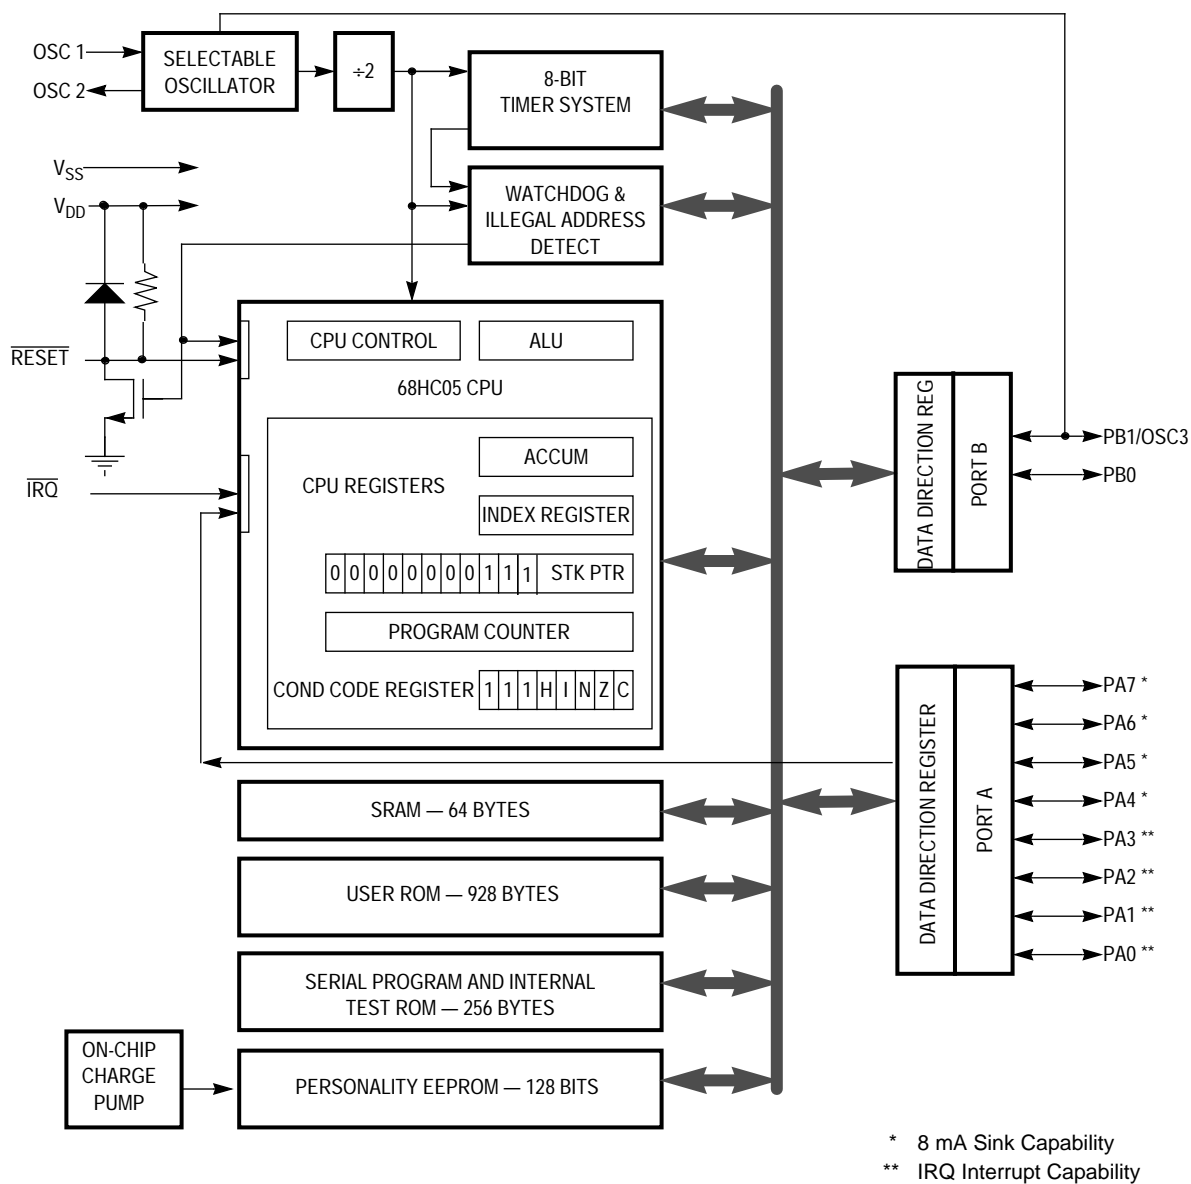 OSC 1
OSC 2
SELECTABLE
OSCILLATOR
÷2
8-BIT
TIMER SYSTEM
VSS
VDD
WATCHDOG &
ILLEGAL ADDRESS
DETECT
RESET
IRQ
CPU CONTROL
ALU
68HC05 CPU
CPU REGISTERS
ACCUM
INDEX REGISTER
0 0 0 0 0 0 0 0 1 1 1 STK PTR
PROGRAM COUNTER
COND CODE REGISTER 1 1 1 H I N Z C
DATA DIRECTION REG
PORT B
PB1/OSC3
PB0
DATA DIRECTION REGISTER
PORT A
PA7 *
PA6 *
PA5 *
PA4 *
PA3 **
PA2 **
PA1 **
PA0 **
SRAM — 64 BYTES
USER ROM — 928 BYTES
SERIAL PROGRAM AND INTERNAL
TEST ROM — 256 BYTES
ON-CHIP
CHARGE
PUMP
PERSONALITY EEPROM — 128 BITS
* 8 mA Sink Capability
** IRQ Interrupt Capability